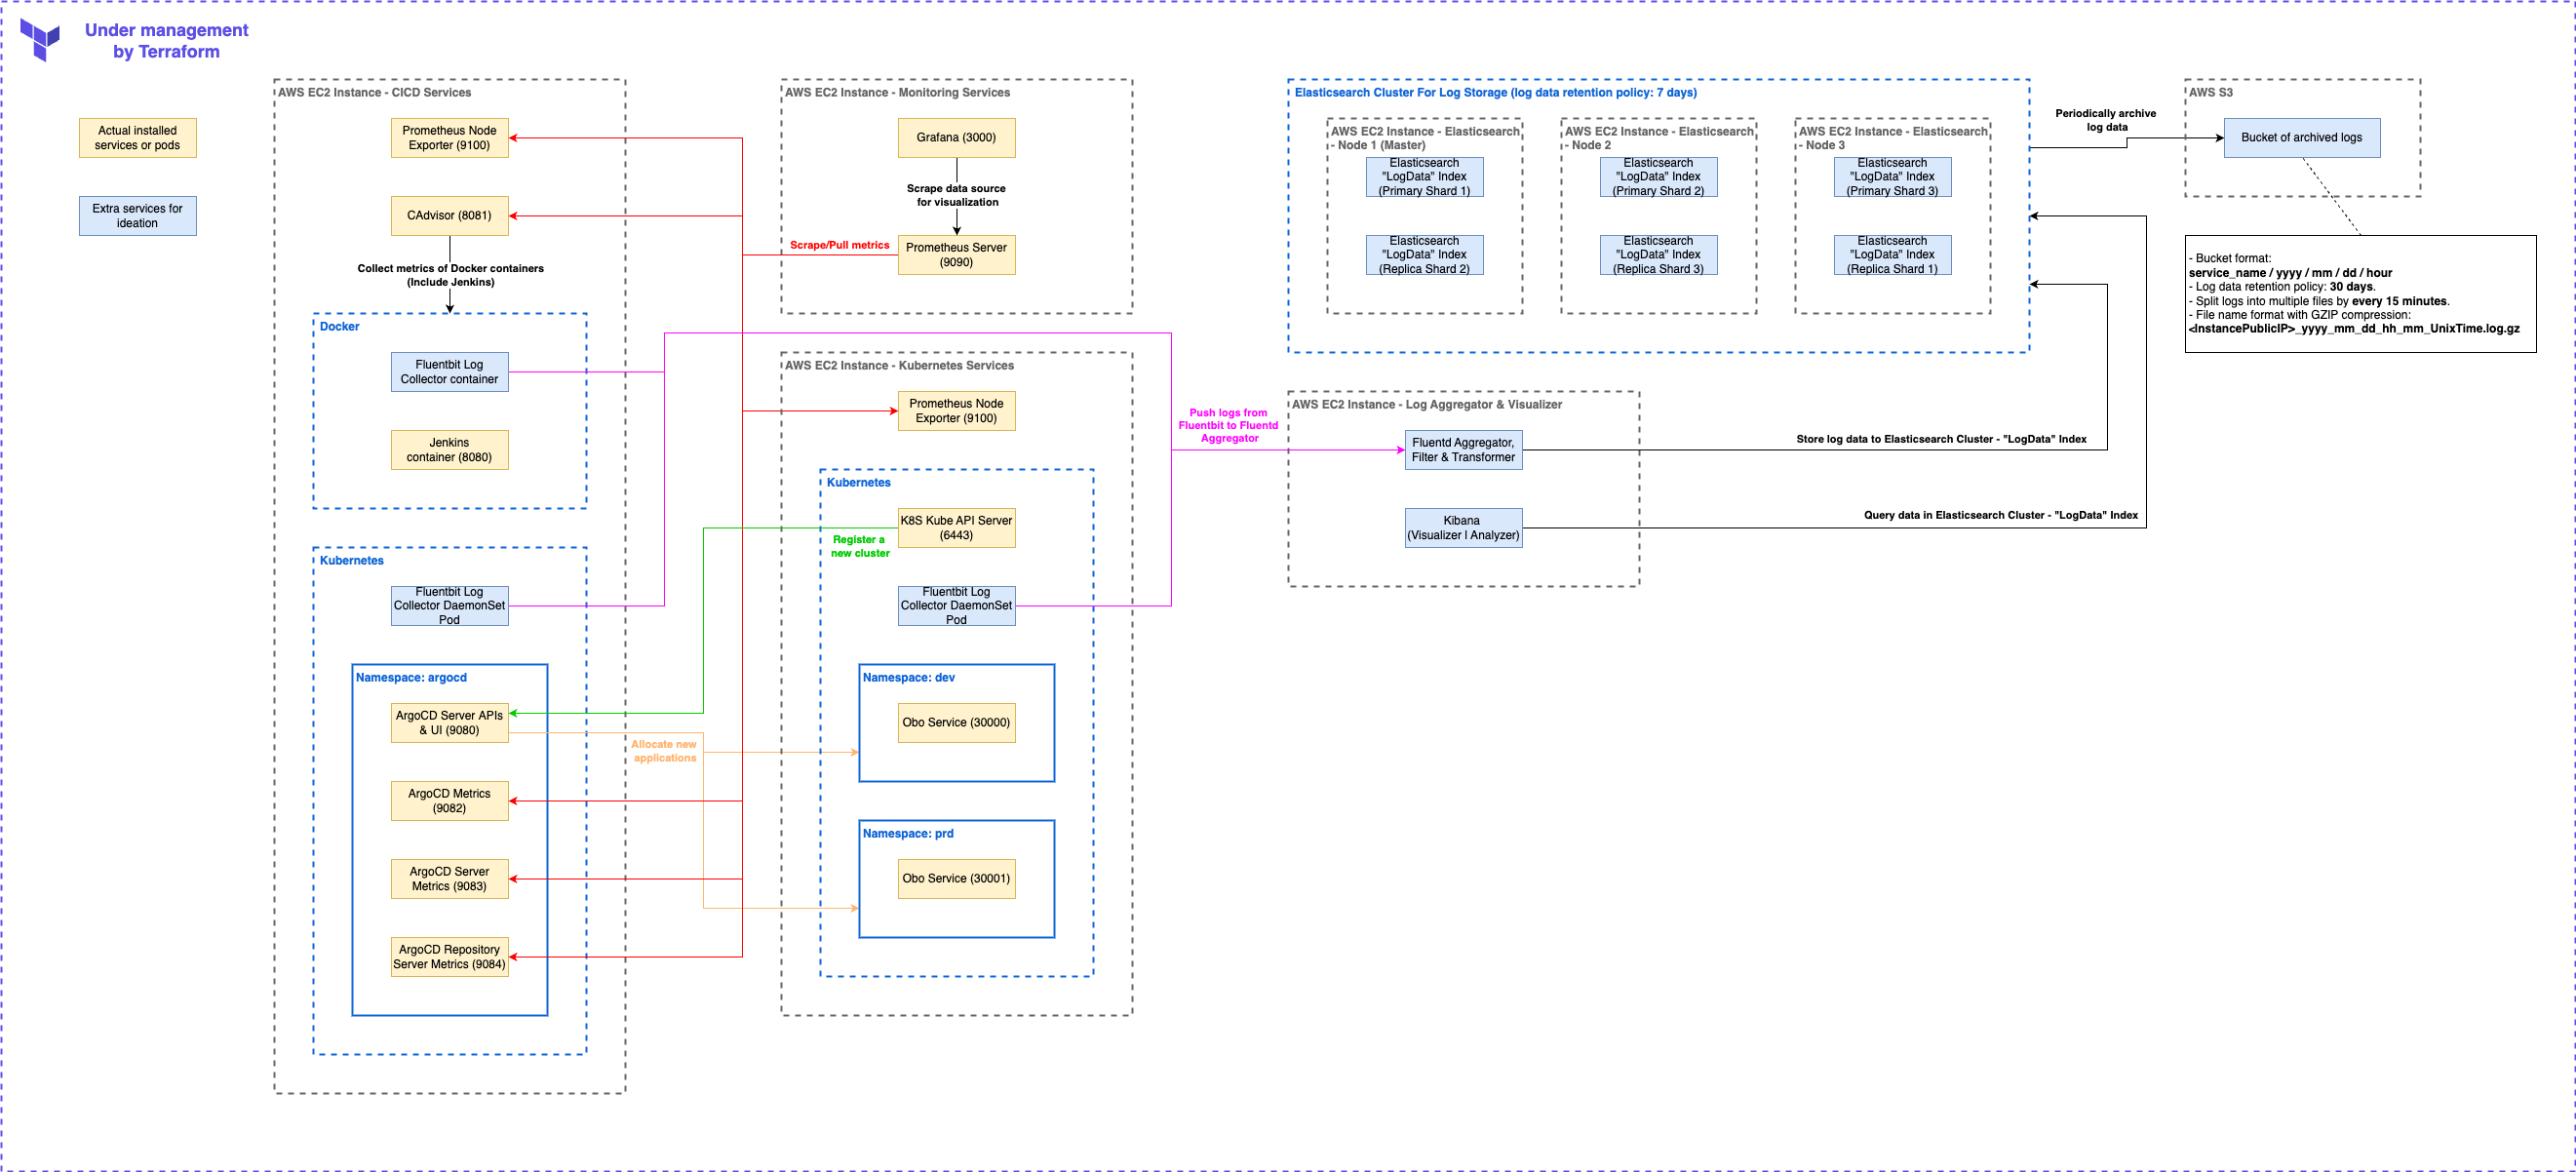 Under management
by Terraform
Actual installed
services or pods
Extra services for
ideation
AWS EC2 Instance - CICD Services
Prometheus Node
Exporter (9100)
CAdvisor (8081)
Collect metrics of Docker containers
(Include Jenkins)
Docker
Fluentbit Log
Collector container
Jenkins
container (8080)
Kubernetes
Fluentbit Log
Collector DaemonSet
Pod
Namespace: argocd
ArgoCD Server APIs
& UI (9080)
ArgoCD Metrics
(9082)
ArgoCD Server
Metrics (9083)
ArgoCD Repository
Server Metrics (9084)
Allocate new
applications
AWS EC2 Instance - Monitoring Services
Grafana (3000)
Scrape data source
for visualization
Scrape/Pull metrics
Prometheus Server
(9090)
AWS EC2 Instance - Kubernetes Services
Prometheus Node
Exporter (9100)
Kubernetes
K8S Kube API Server
(6443)
Register a
new cluster
Fluentbit Log
Collector DaemonSet
Pod
Namespace: dev
Obo Service (30000)
Namespace: prd
Obo Service (30001)
Push logs from
Fluentbit to Fluentd
Aggregator
Elasticsearch Cluster For Log Storage (log data retention policy: 7 days)
AWS EC2 Instance - Elasticsearch
- Node 1 (Master)
Elasticsearch
"LogData" Index
(Primary Shard 1)
Elasticsearch
"LogData" Index
(Replica Shard 2)
AWS EC2 Instance - Elasticsearch
- Node 2
Elasticsearch
"LogData" Index
(Primary Shard 2)
Elasticsearch
"LogData" Index
(Replica Shard 3)
AWS EC2 Instance - Elasticsearch
- Node 3
Elasticsearch
"LogData" Index
(Primary Shard 3)
Elasticsearch
"LogData" Index
(Replica Shard 1)
AWS EC2 Instance - Log Aggregator & Visualizer
Fluentd Aggregator,
Filter & Transformer
Store log data to Elasticsearch Cluster - "LogData" Index
Kibana
(Visualizer | Analyzer)
Query data in Elasticsearch Cluster - "LogData" Index
Periodically archive
log data
AWS S3
Bucket of archived logs
- Bucket format:
service_name / yyyy / mm / dd / hour
- Log data retention policy: 30 days.
- Split logs into multiple files by every 15 minutes.
- File name format with GZIP compression:
<InstancePublicIP>_yyyy_mm_dd_hh_mm_UnixTime.log.gz